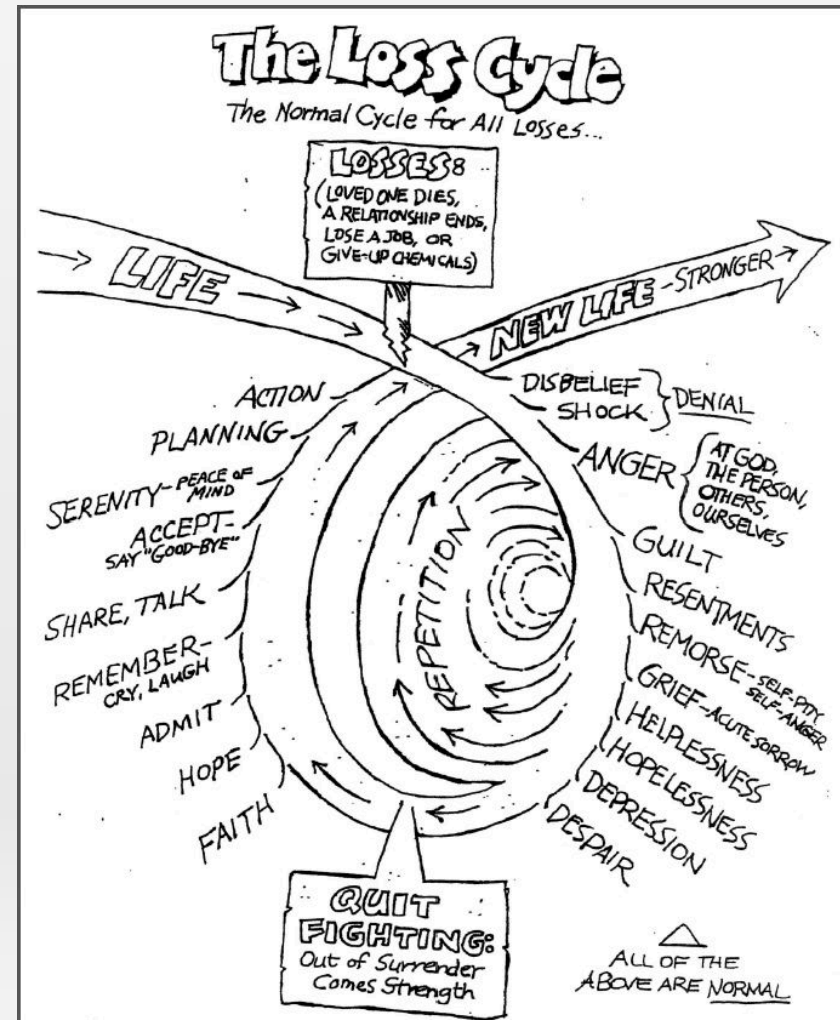 The Loss Cycle
The Normal Cycle for All Losses...
LOSSES:
(LOVED ONE DIES,
A RELATIONSHIP ENDS,
LOSE A JOB, OR
GIVE-UP CHEMICALS)
LIFE
NEW LIFE - STRONGER
DISBELIEF
SHOCK
DENIAL
ANGER
AT GOD,
THE PERSON,
OTHERS,
OURSELVES
GUILT
RESENTMENTS
REMORSE - SELF-PITY
SELF-ANGER
GRIEF - ACUTE SORROW
HELPLESSNESS
HOPELESSNESS
DEPRESSION
DESPAIR
REPETITION
ACTION
PLANNING
SERENITY - PEACE OF
MIND
ACCEPT -
SAY "GOOD-BYE"
SHARE, TALK
REMEMBER -
CRY, LAUGH
ADMIT
HOPE
FAITH
QUIT
FIGHTING:
Out of Surrender
Comes Strength
ALL OF THE
ABOVE ARE NORMAL